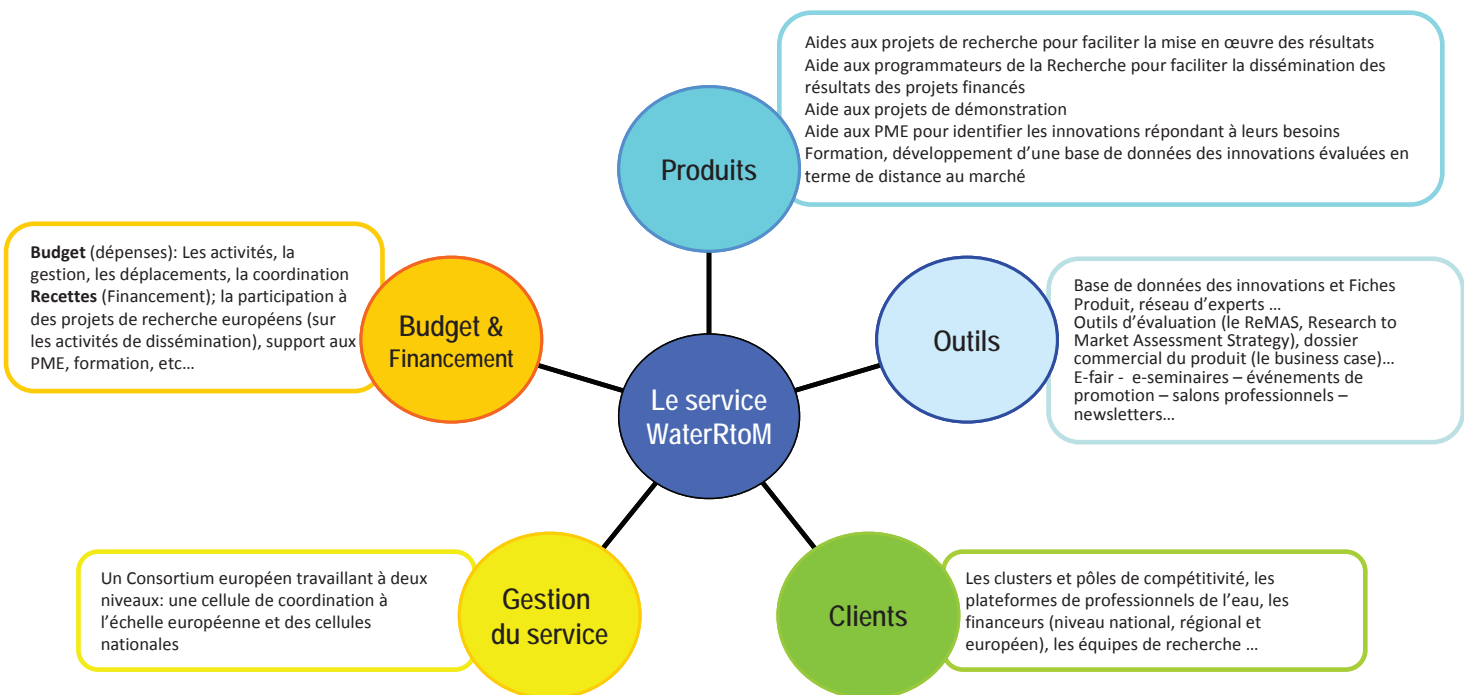 Aides aux projets de recherche pour faciliter la mise en œuvre des résultats
Aide aux programmateurs de la Recherche pour faciliter la dissémination des
résultats des projets financés
Aide aux projets de démonstration
Aide aux PME pour identifier les innovations répondant à leurs besoins
Formation, développement d'une base de données des innovations évaluées en
terme de distance au marché
Produits
Budget (dépenses): Les activités, la
gestion, les déplacements, la coordination
Recettes (Financement); la participation à
des projets de recherche européens (sur
les activités de dissémination), support aux
PME, formation, etc…
Budget &
Financement
Outils
Base de données des innovations et Fiches
Produit, réseau d'experts …
Outils d'évaluation (le ReMAS, Research to
Market Assessment Strategy), dossier
commercial du produit (le business case)…
E-fair - e-seminaires – événements de
promotion – salons professionnels –
newsletters…
Le service
WaterRtoM
Un Consortium européen travaillant à deux
niveaux: une cellule de coordination à
l'échelle européenne et des cellules
nationales
Gestion
du service
Clients
Les clusters et pôles de compétitivité, les
plateformes de professionnels de l'eau, les
financeurs (niveau national, régional et
européen), les équipes de recherche …